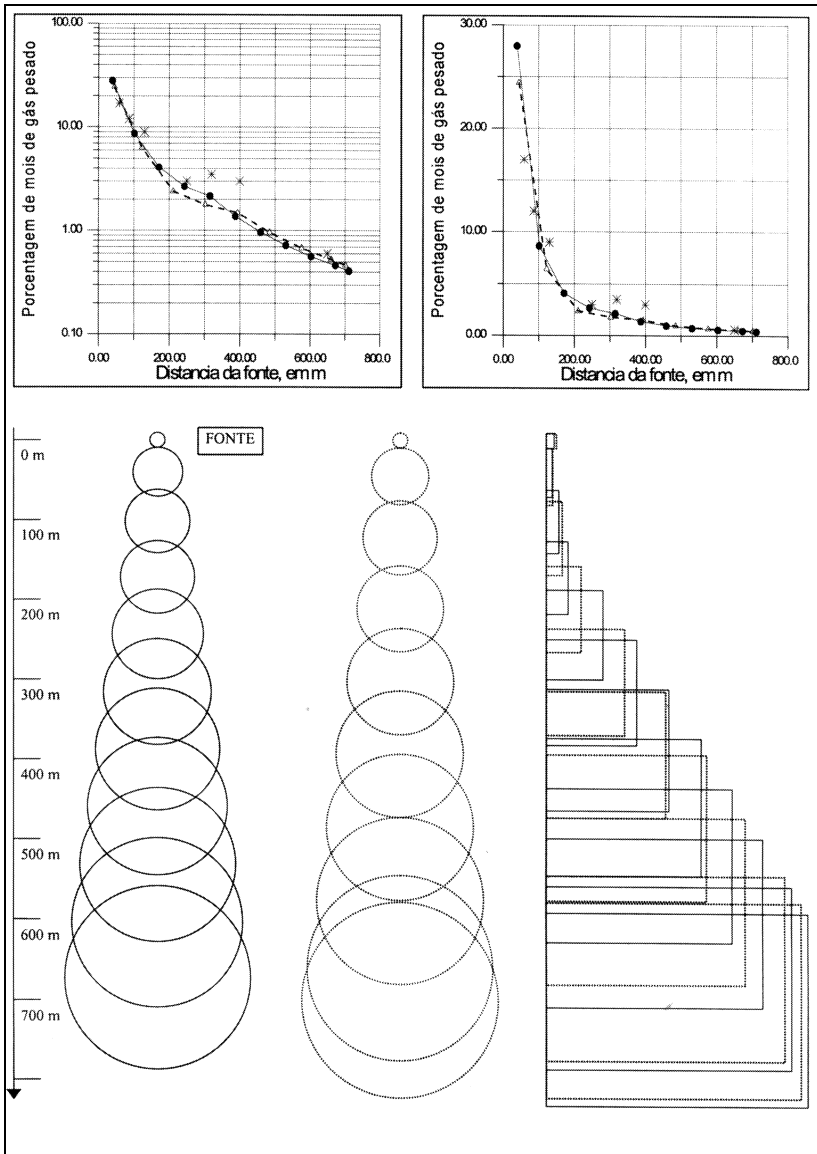 Porcentagem de mois de gás pesado
100.00
10.00
1.00
0.10
0.00 200.00 400.00 600.00 800.0
Distancia da fonte, em m
Porcentagem de mois de gás pesado
30.00
20.00
10.00
0.00
0.00 200.00 400.00 600.00 800.0
Distancia da fonte, em m
FONTE
0 m
100 m
200 m
300 m
400 m
500 m
600 m
700 m